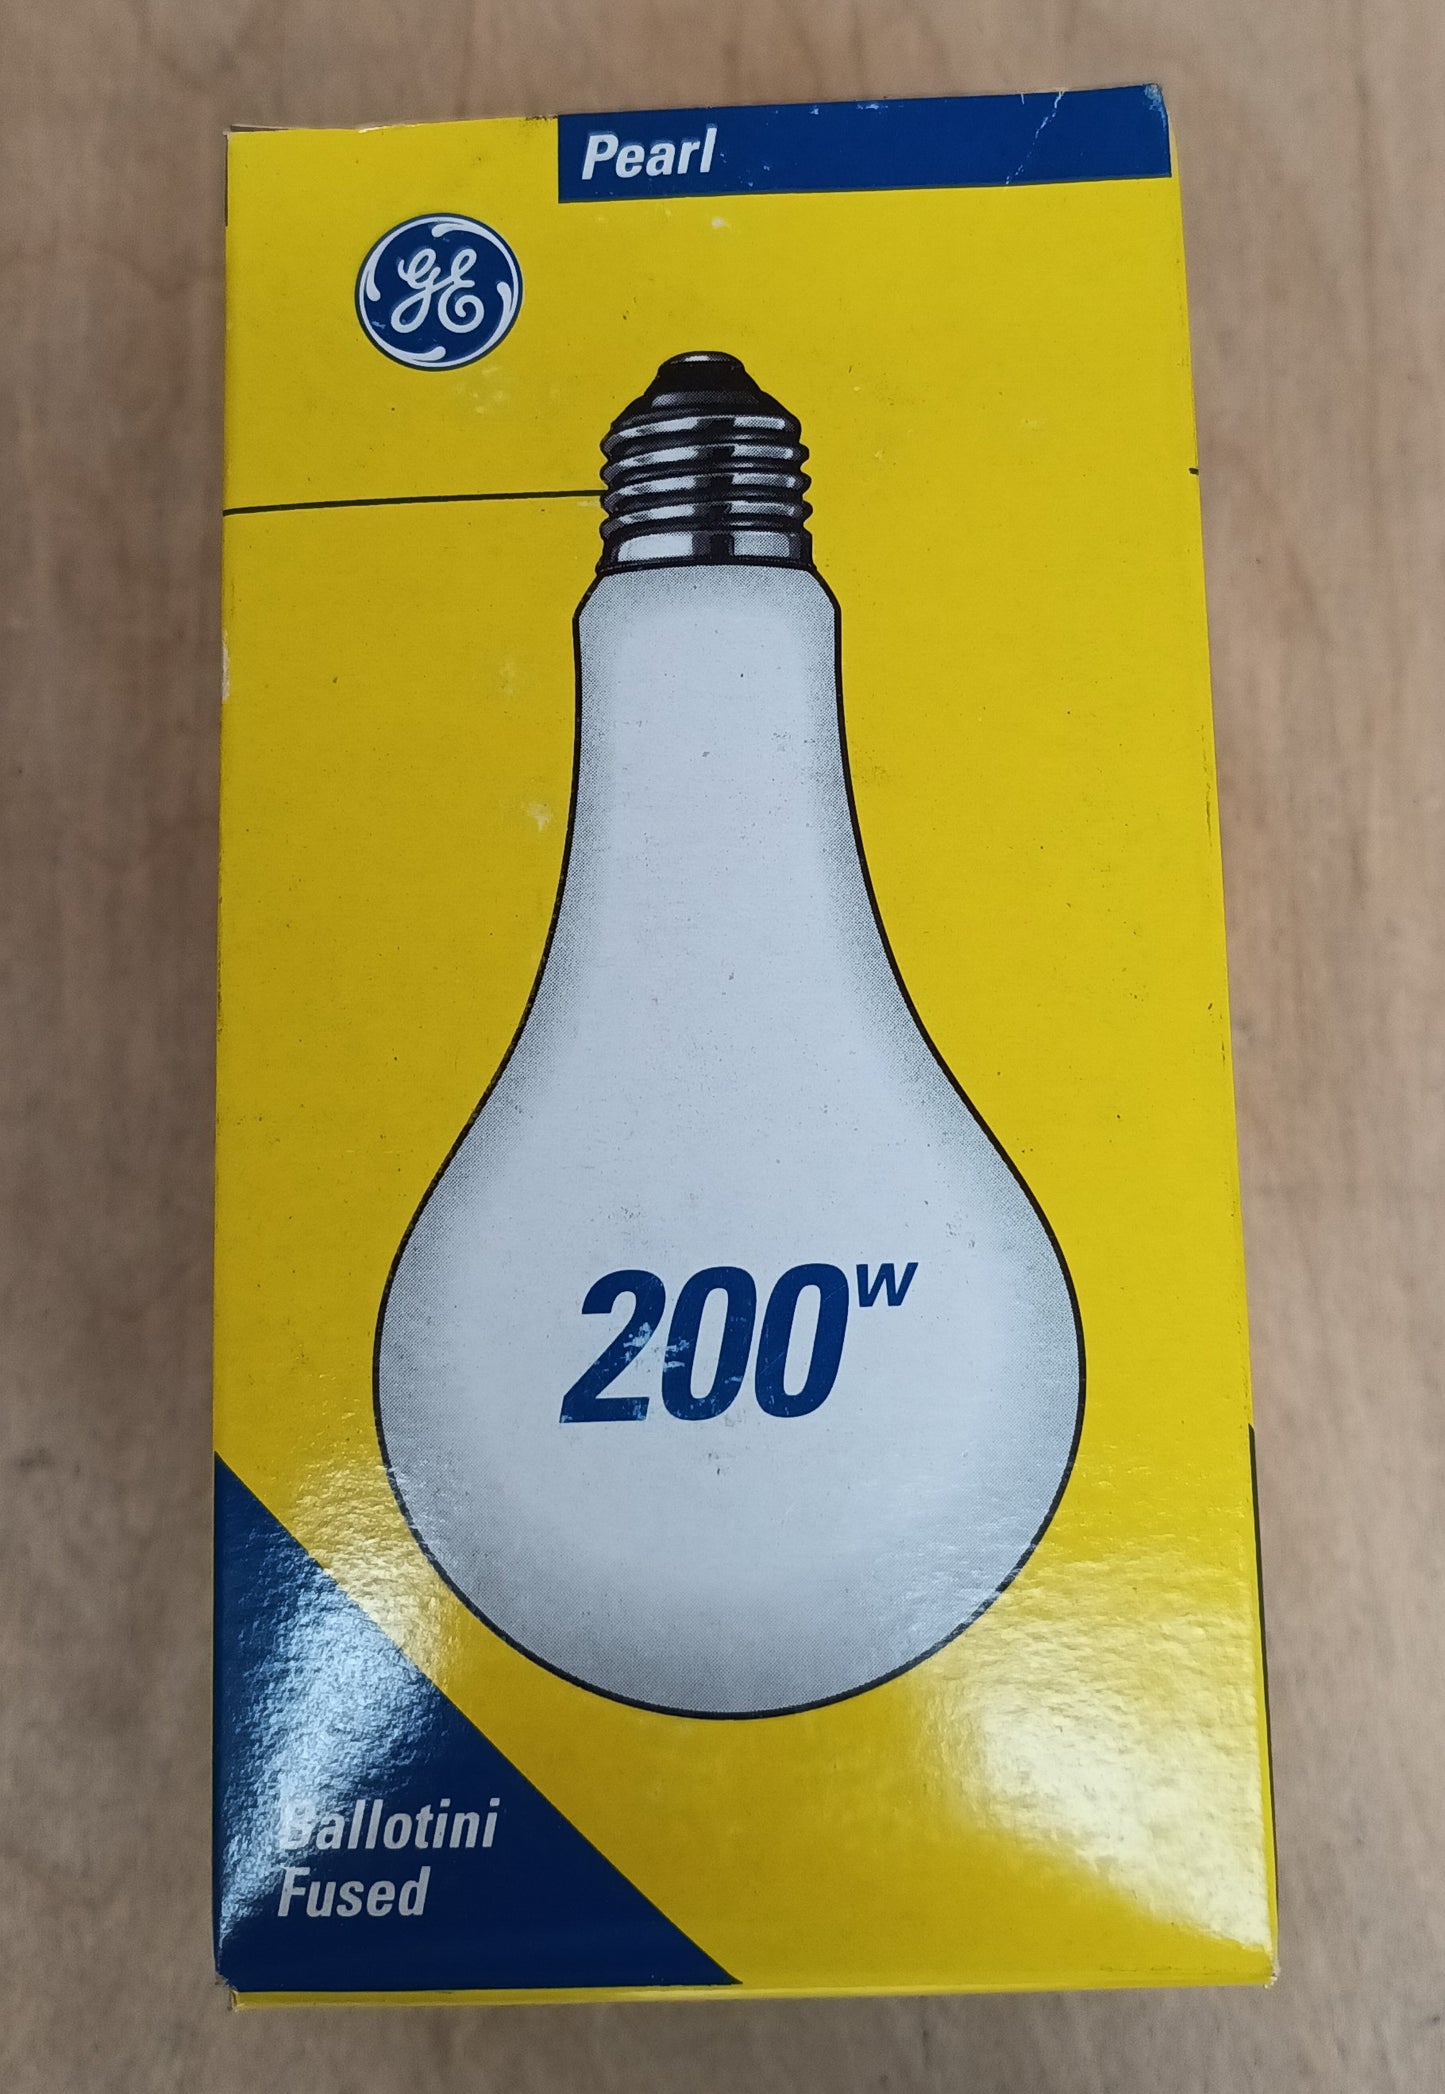 Pearl
GE
200W
Ballotini
Fused